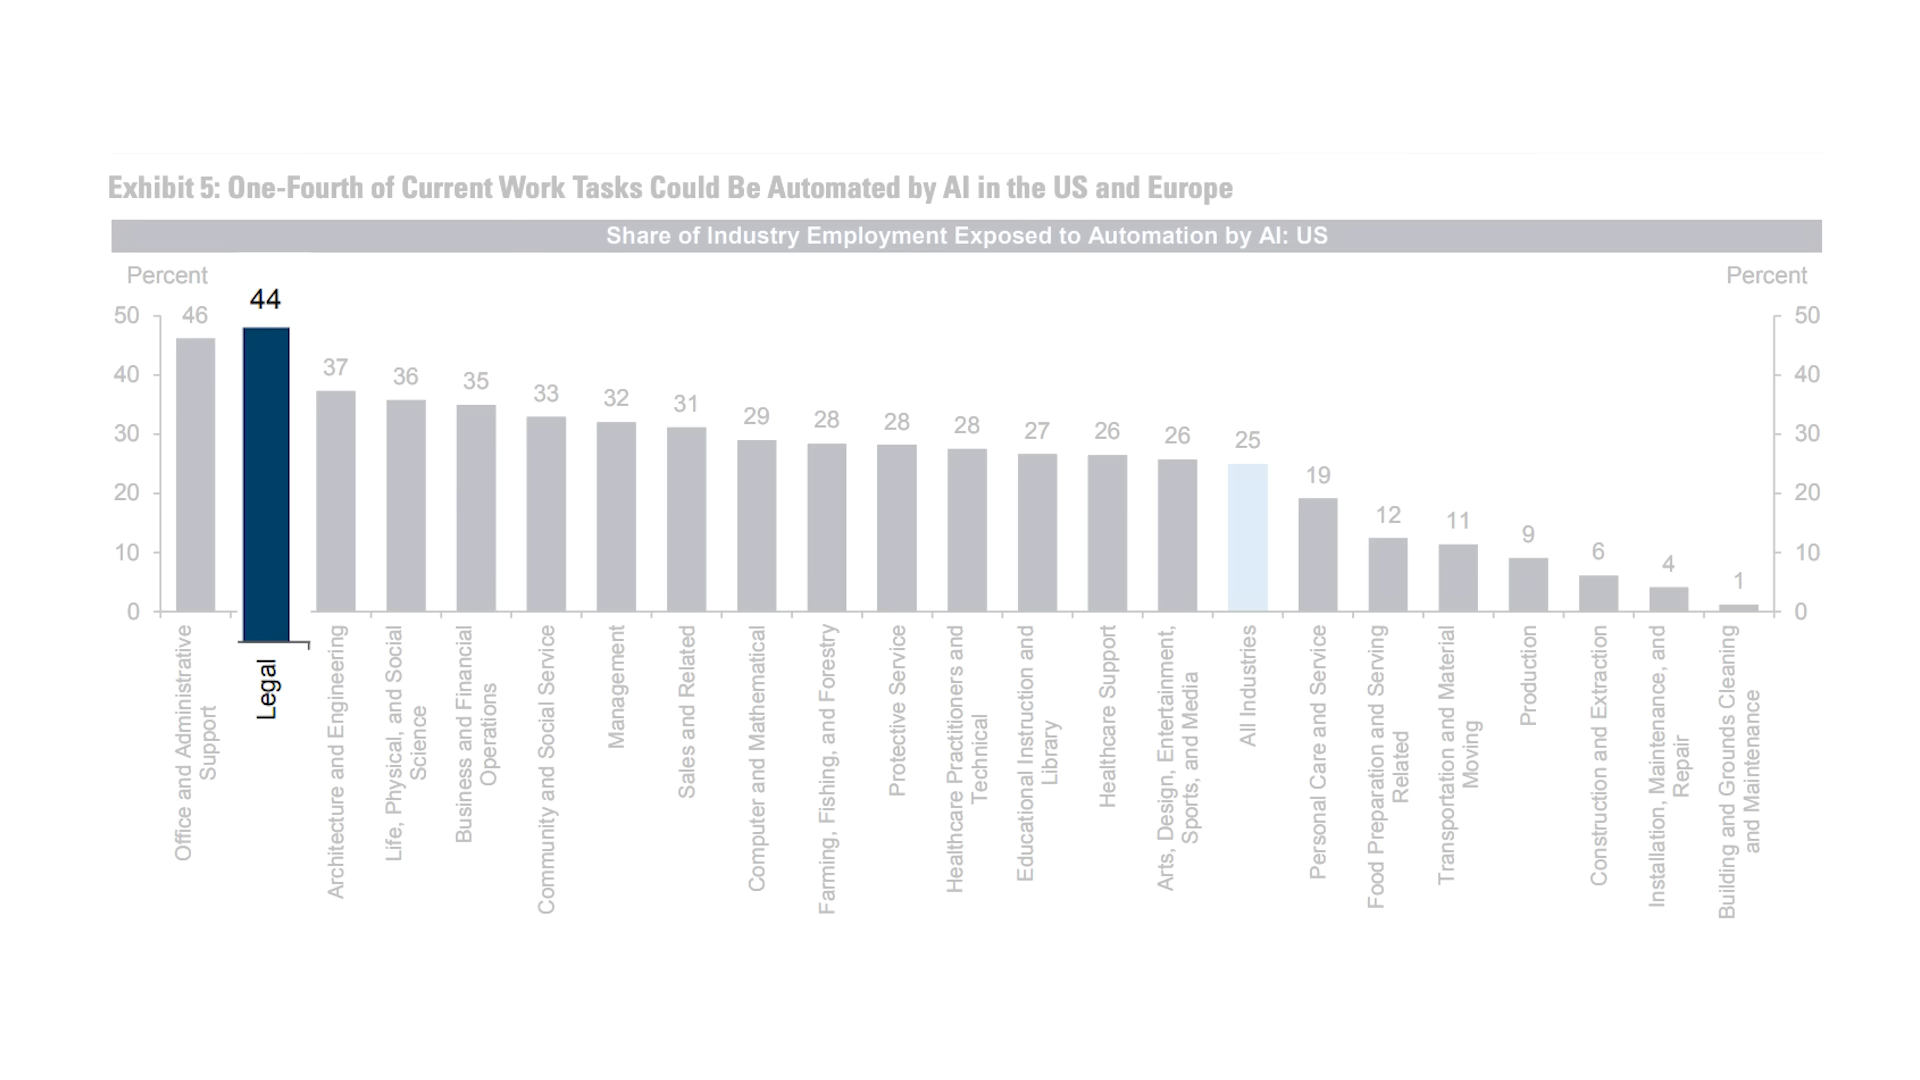 Exhibit 5: One-Fourth of Current Work Tasks Could Be Automated by AI in the US and Europe
Share of Industry Employment Exposed to Automation by AI: US
Percent
Percent
50
40
30
20
10
0
46
44
37
36
35
33
32
31
29
28
28
28
27
26
26
25
19
12
11
9
6
4
1
50
40
30
20
10
0
Office and Administrative
Support
Legal
Architecture and Engineering
Life, Physical, and Social
Science
Business and Financial
Operations
Community and Social Service
Management
Sales and Related
Computer and Mathematical
Farming, Fishing, and Forestry
Protective Service
Healthcare Practitioners and
Technical
Educational Instruction and
Library
Healthcare Support
Arts, Design, Entertainment,
Sports, and Media
All Industries
Personal Care and Service
Food Preparation and Serving
Related
Transportation and Material
Moving
Production
Construction and Extraction
Installation, Maintenance, and
Repair
Building and Grounds Cleaning
and Maintenance